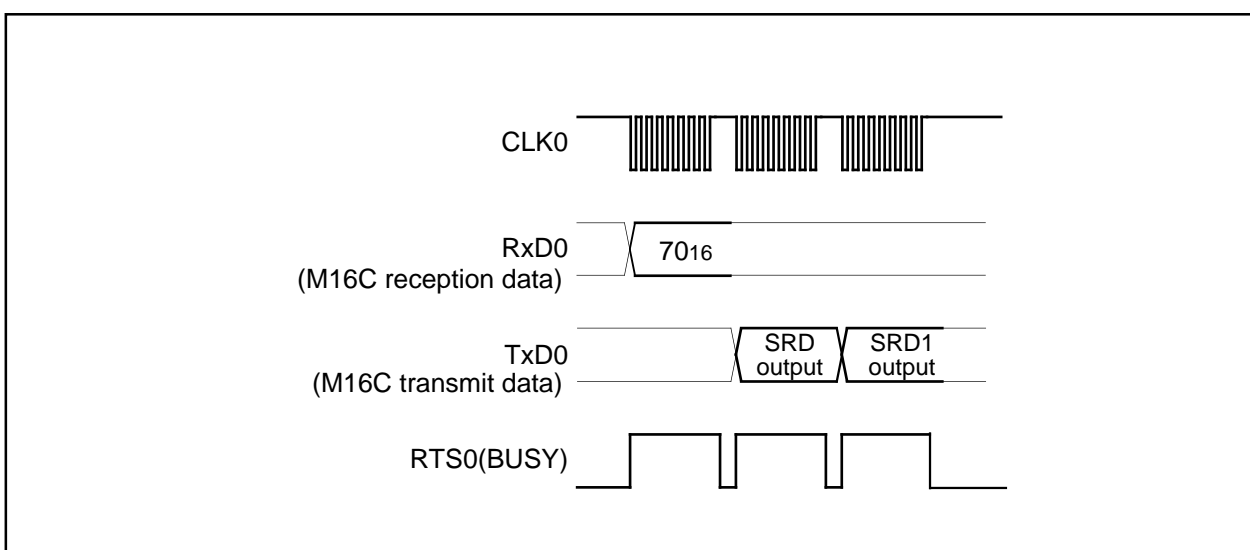 CLK0
RxD0
(M16C reception data)
7016
TxD0
(M16C transmit data)
SRD
output
SRD1
output
RTS0(BUSY)